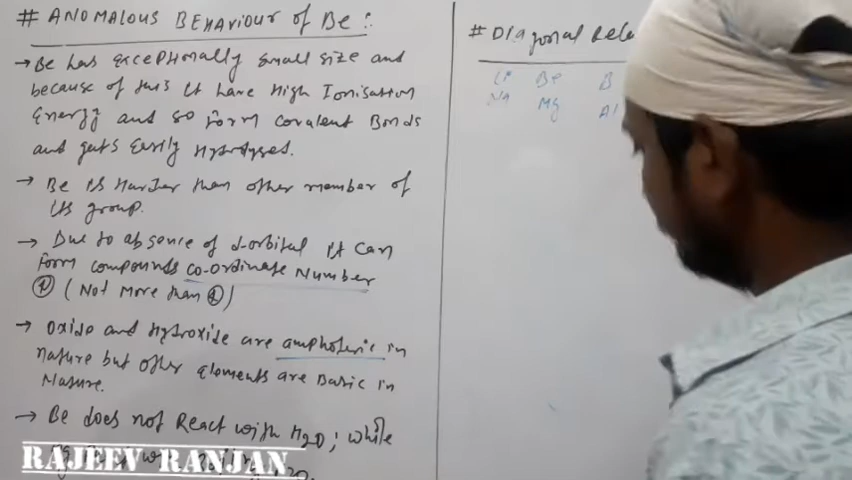 # ANOMALOUS BEHAVIOUR of Be :
→ Be has exceptionally small size and
because of this it have High Ionisation
Energy and so form covalent Bonds
and gets Easily Hydrolysed.
→ Be is Harder than other member of
its group.
→ Due to absence of d-orbital it can
form compounds co-ordinate Number
④ (Not more than ④)
→ Oxide and Hydroxide are amphoteric in
nature but other elements are Basic in
Nature.
→ Be does not React with H2O; while
RAJEEV RANJAN
# Diagonal Rela
Li Be B
Na Mg Al